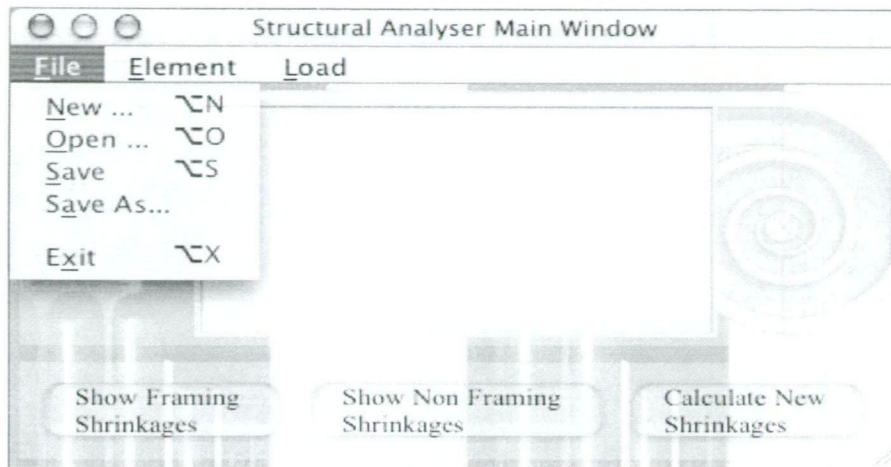 Structural Analyser Main Window
File Element Load
New ... ⌥N
Open ... ⌥O
Save ⌥S
Save As...
Exit ⌥X
Show Framing
Shrinkages
Show Non Framing
Shrinkages
Calculate New
Shrinkages